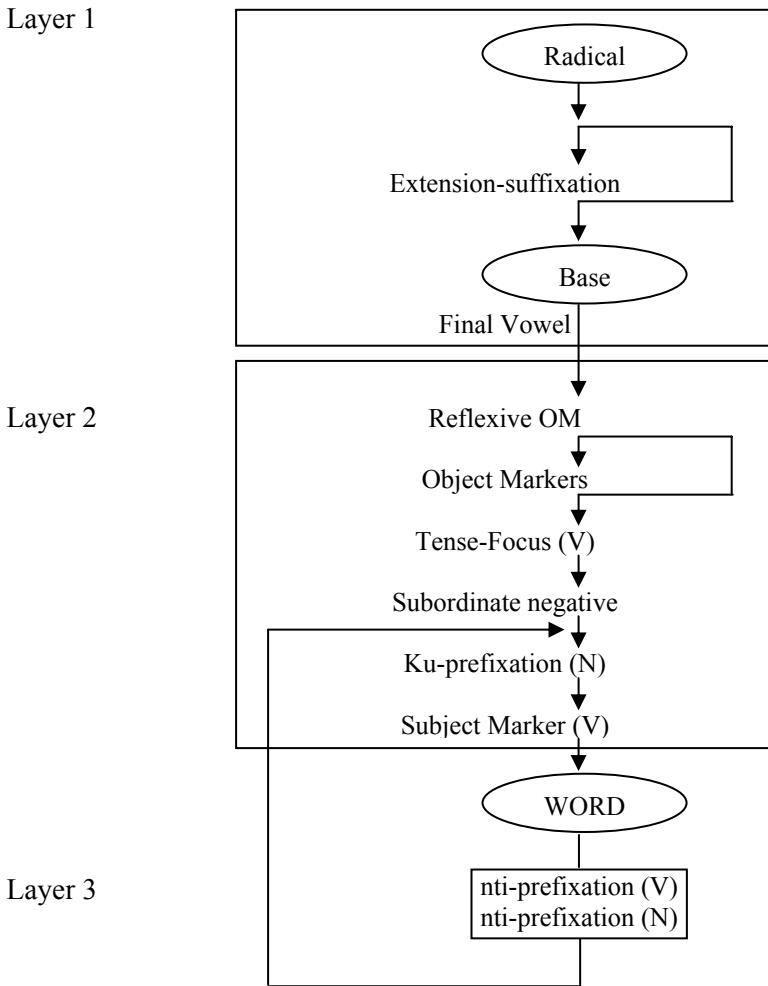 Layer 1
Radical
Extension-suffixation
Base
Final Vowel
Layer 2
Reflexive OM
Object Markers
Tense-Focus (V)
Subordinate negative
Ku-prefixation (N)
Subject Marker (V)
WORD
Layer 3
nti-prefixation (V)
nti-prefixation (N)